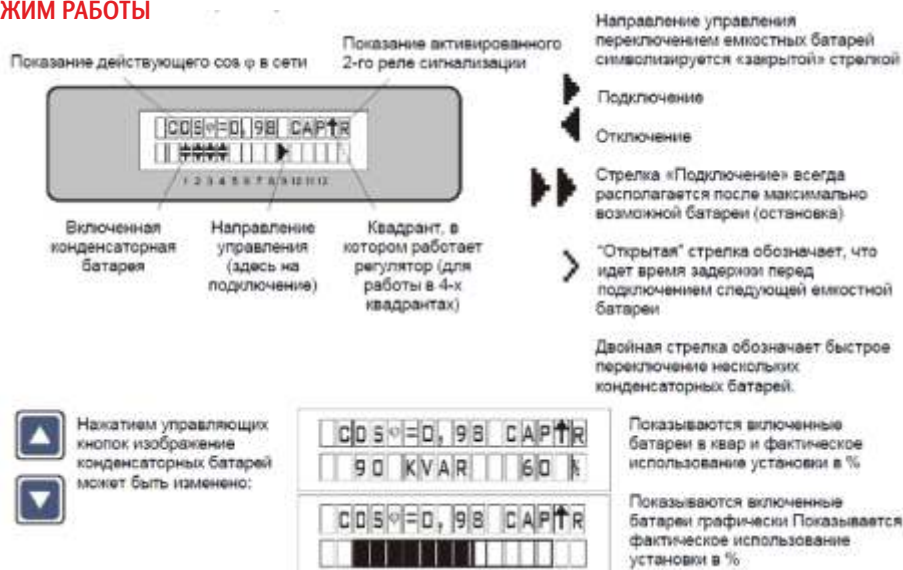 ЖИМ РАБОТЫ
Показание действующего cos φ в сети
Показание активированного
2-го реле сигнализации
COSφ=0,98 CAP↑R
1 2 3 4 5 6 7 8 9 10 11 12
Включенная
конденсаторная
батарея
Направление
управления
(здесь на
подключение)
Квадрант, в
котором работает
регулятор (для
работы в 4-х
квадрантах)
Направление управления
переключением емкостных батарей
символизируется «закрытой» стрелкой
Подключение
Отключение
Стрелка «Подключение» всегда
располагается после максимально
возможной батареи (остановка)
"Открытая" стрелка обозначает, что
идет время задержки перед
подключением следующей емкостной
батареи
Двойная стрелка обозначает быстрое
переключение нескольких
конденсаторных батарей.
Нажатием управляющих
кнопок изображение
конденсаторных батарей
может быть изменено:
COSφ=0,98 CAP↑R
90 KVAR 60 %
Показываются включенные
батареи в квар и фактическое
использование установки в %
COSφ=0,98 CAP↑R
Показываются включенные
батареи графически Показывается
фактическое использование
установки в %